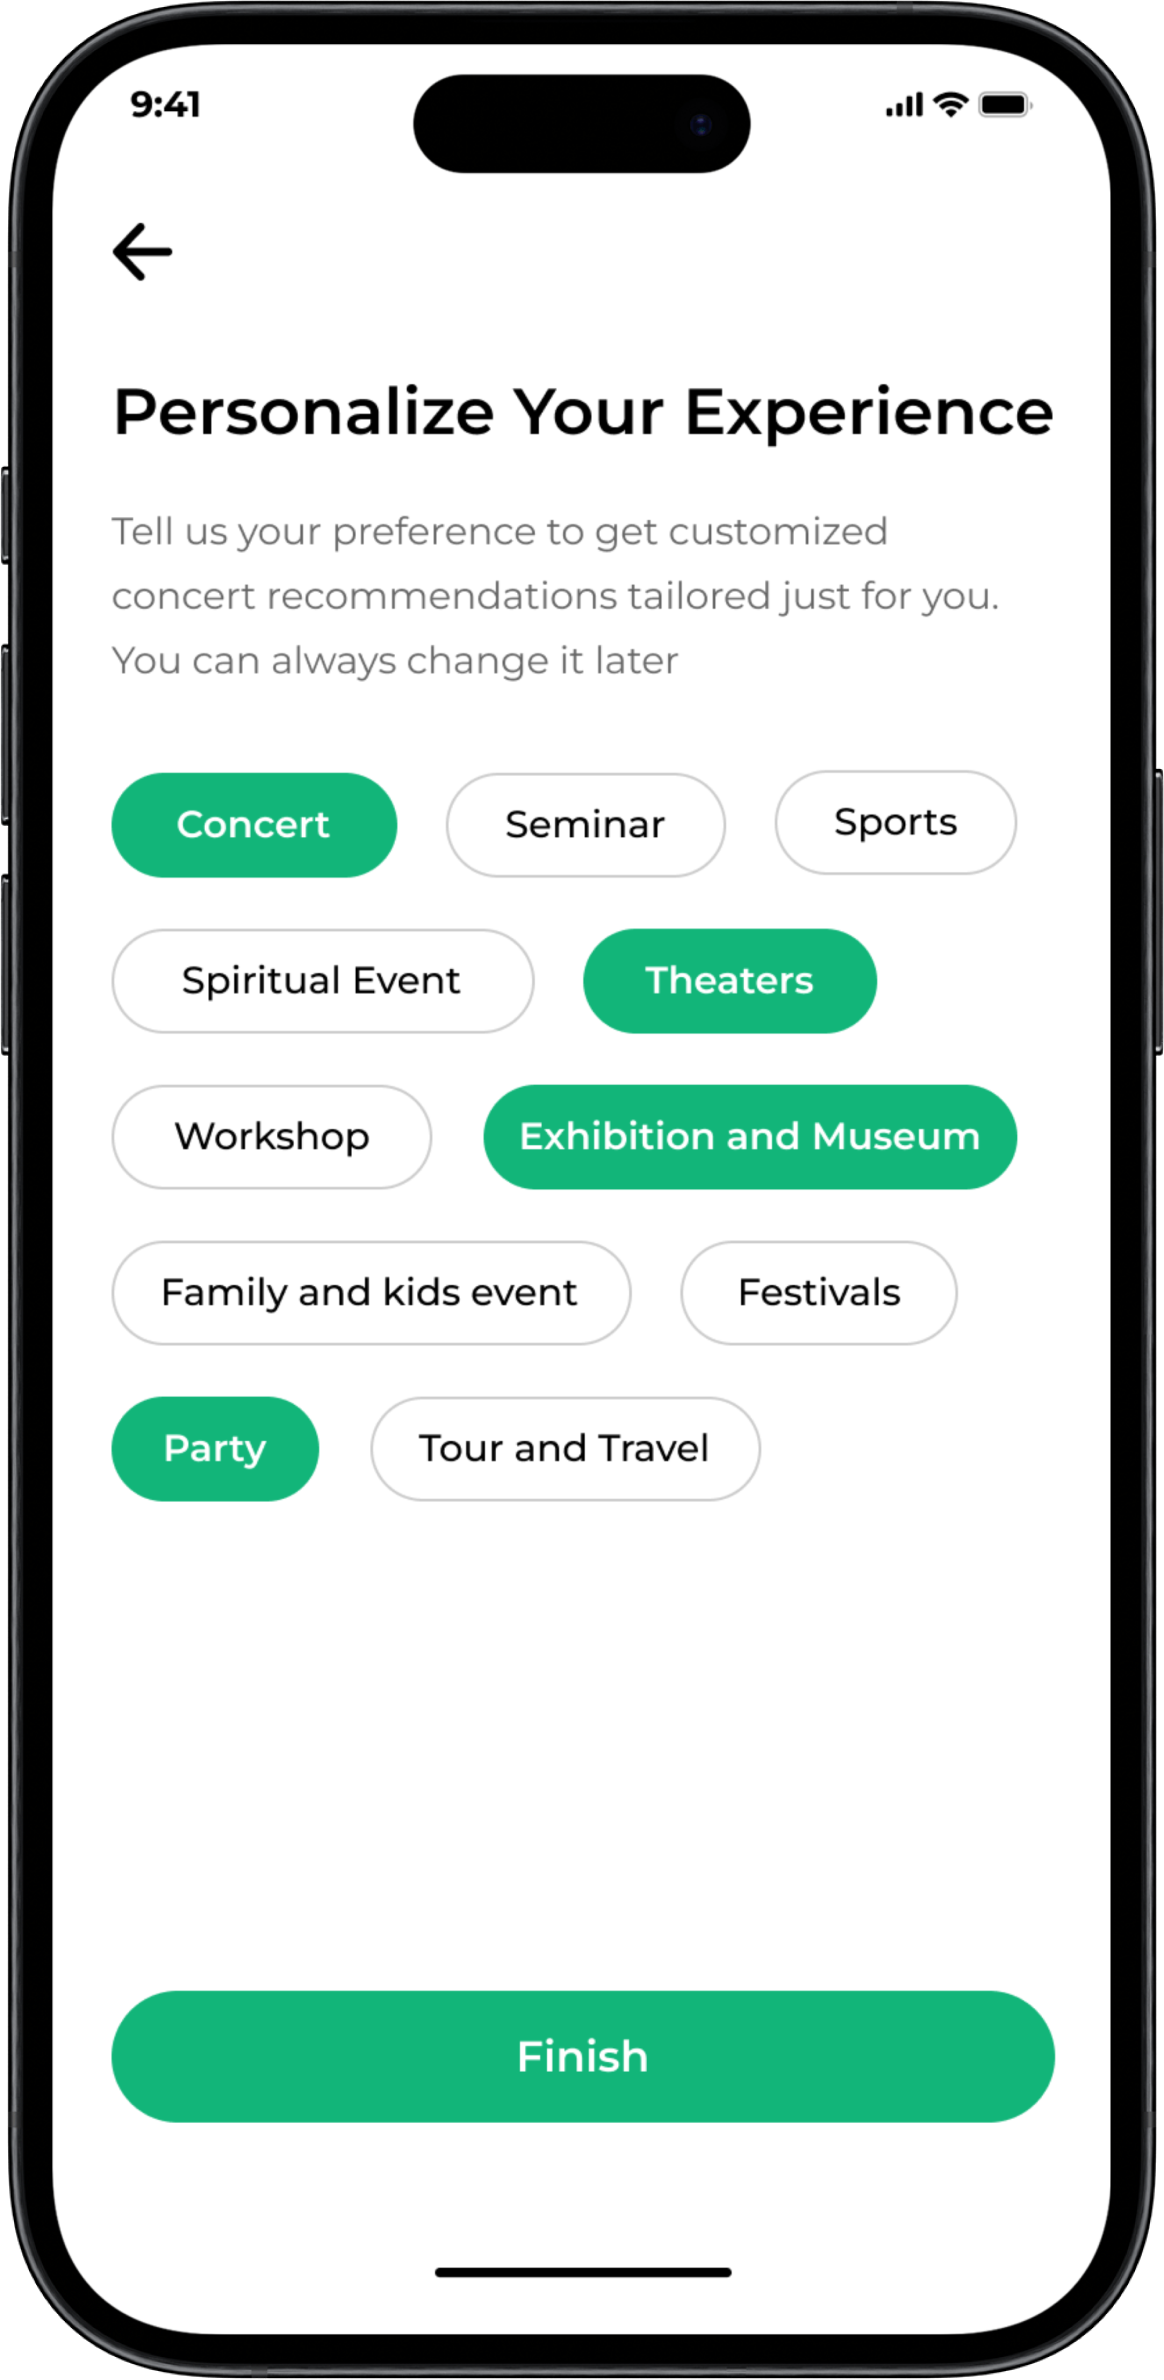 9:41
Personalize Your Experience
Tell us your preference to get customized
concert recommendations tailored just for you.
You can always change it later
Concert Seminar Sports
Spiritual Event Theaters
Workshop Exhibition and Museum
Family and kids event Festivals
Party Tour and Travel
Finish